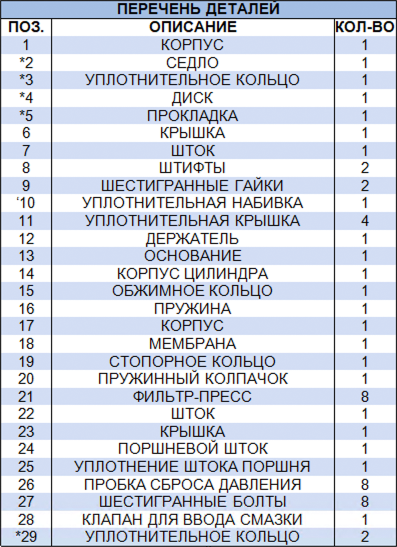 ПЕРЕЧЕНЬ ДЕТАЛЕЙ
ПОЗ. ОПИСАНИЕ КОЛ-ВО
1 КОРПУС 1
*2 СЕДЛО 1
*3 УПЛОТНИТЕЛЬНОЕ КОЛЬЦО 1
*4 ДИСК 1
*5 ПРОКЛАДКА 1
6 КРЫШКА 1
7 ШТОК 1
8 ШТИФТЫ 2
9 ШЕСТИГРАННЫЕ ГАЙКИ 2
‘10 УПЛОТНИТЕЛЬНАЯ НАБИВКА 1
11 УПЛОТНИТЕЛЬНАЯ КРЫШКА 4
12 ДЕРЖАТЕЛЬ 1
13 ОСНОВАНИЕ 1
14 КОРПУС ЦИЛИНДРА 1
15 ОБЖИМНОЕ КОЛЬЦО 1
16 ПРУЖИНА 1
17 КОРПУС 1
18 МЕМБРАНА 1
19 СТОПОРНОЕ КОЛЬЦО 1
20 ПРУЖИННЫЙ КОЛПАЧОК 1
21 ФИЛЬТР-ПРЕСС 8
22 ШТОК 1
23 КРЫШКА 1
24 ПОРШНЕВОЙ ШТОК 1
25 УПЛОТНЕНИЕ ШТОКА ПОРШНЯ 1
26 ПРОБКА СБРОСА ДАВЛЕНИЯ 8
27 ШЕСТИГРАННЫЕ БОЛТЫ 8
28 КЛАПАН ДЛЯ ВВОДА СМАЗКИ 1
*29 УПЛОТНИТЕЛЬНОЕ КОЛЬЦО 2